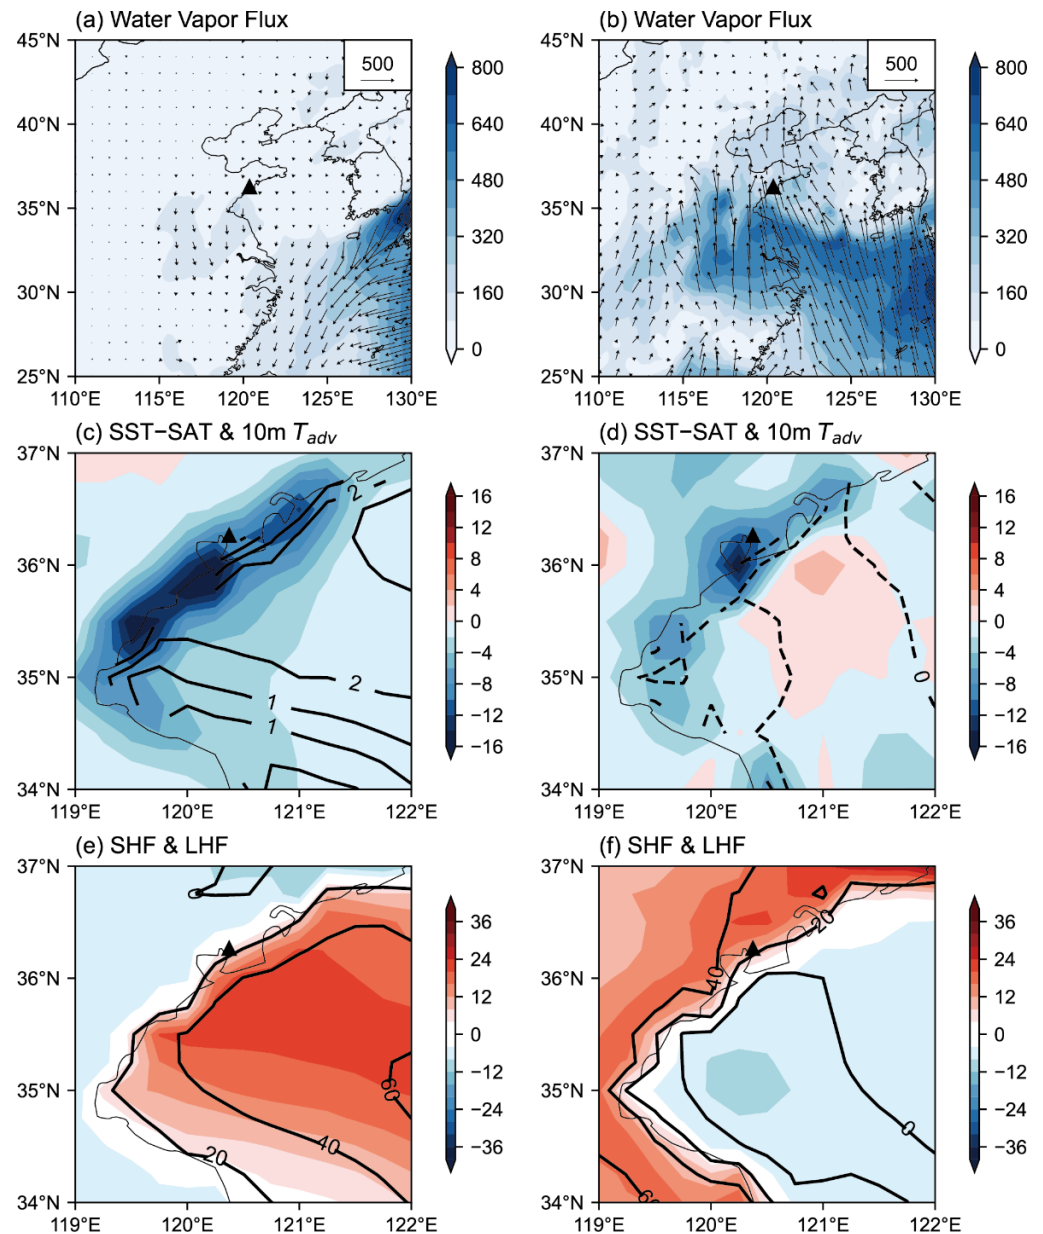 (a) Water Vapor Flux
45°N
40°N
35°N
30°N
25°N
110°E 115°E 120°E 125°E 130°E
500
800
640
480
320
160
0
(b) Water Vapor Flux
45°N
40°N
35°N
30°N
25°N
110°E 115°E 120°E 125°E 130°E
500
800
640
480
320
160
0
(c) SST−SAT & 10m Tadv
37°N
36°N
35°N
34°N
119°E 120°E 121°E 122°E
2
2
1
1
16
12
8
4
0
−4
−8
−12
−16
(d) SST−SAT & 10m Tadv
37°N
36°N
35°N
34°N
119°E 120°E 121°E 122°E
0
16
12
8
4
0
−4
−8
−12
−16
(e) SHF & LHF
37°N
36°N
35°N
34°N
119°E 120°E 121°E 122°E
0
60
40
20
36
24
12
0
−12
−24
−36
(f) SHF & LHF
37°N
36°N
35°N
34°N
119°E 120°E 121°E 122°E
20
40
0
60
36
24
12
0
−12
−24
−36